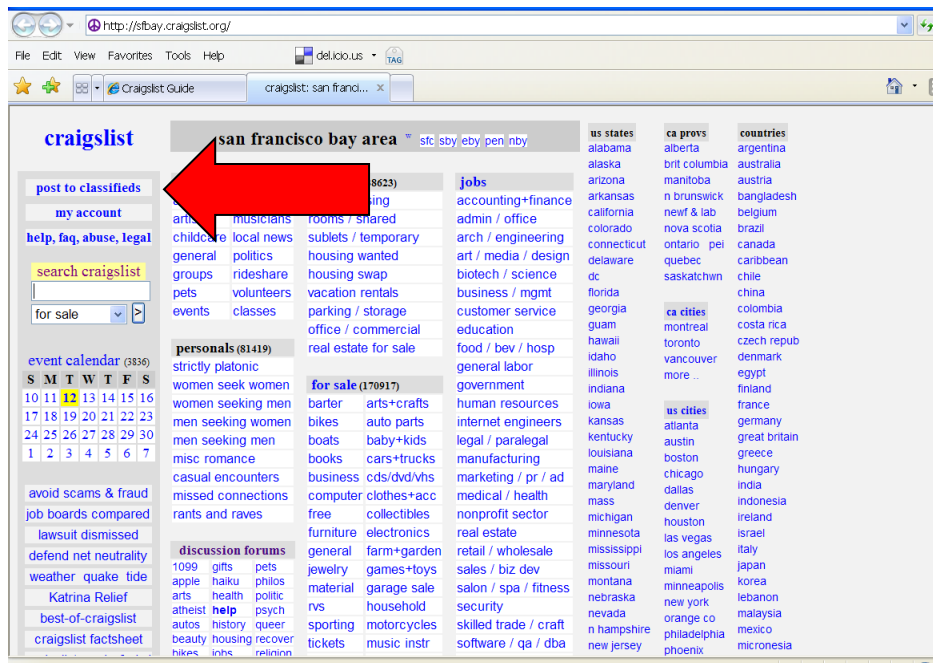 http://sfbay.craigslist.org/
File Edit View Favorites Tools Help del.icio.us TAG
Craigslist Guide craigslist: san franci... x
craigslist
post to classifieds
my account
help, faq, abuse, legal
search craigslist
for sale >
event calendar (3836)
S M T W T F S
10 11 12 13 14 15 16
17 18 19 20 21 22 23
24 25 26 27 28 29 30
1 2 3 4 5 6 7
avoid scams & fraud
job boards compared
lawsuit dismissed
defend net neutrality
weather quake tide
Katrina Relief
best-of-craigslist
craigslist factsheet
san francisco bay area w sfc sby eby pen nby
musicians
childcare local news
general politics
groups rideshare
pets volunteers
events classes
personals (81419)
strictly platonic
women seek women
women seeking men
men seeking women
men seeking men
misc romance
casual encounters
missed connections
rants and raves
discussion forums
1099 gifts pets
apple haiku philos
arts health politic
atheist help psych
autos history queer
beauty housing recover
hikes jobs religion
8623)
rooms / shared
sublets / temporary
housing wanted
housing swap
vacation rentals
parking / storage
office / commercial
real estate for sale
for sale (170917)
barter arts+crafts
bikes auto parts
boats baby+kids
books cars+trucks
business cds/dvd/vhs
computer clothes+acc
free collectibles
furniture electronics
general farm+garden
jewelry games+toys
material garage sale
rvs household
sporting motorcycles
tickets music instr
jobs
accounting+finance
admin / office
arch / engineering
art / media / design
biotech / science
business / mgmt
customer service
education
food / bev / hosp
general labor
government
human resources
internet engineers
legal / paralegal
manufacturing
marketing / pr / ad
medical / health
nonprofit sector
real estate
retail / wholesale
sales / biz dev
salon / spa / fitness
security
skilled trade / craft
software / qa / dba
us states
alabama
alaska
arizona
arkansas
california
colorado
connecticut
delaware
dc
florida
georgia
guam
hawaii
idaho
illinois
indiana
iowa
kansas
kentucky
louisiana
maine
maryland
mass
michigan
minnesota
mississippi
missouri
montana
nebraska
nevada
n hampshire
new jersey
ca provs
alberta
brit columbia
manitoba
n brunswick
newf & lab
nova scotia
ontario pei
quebec
saskatchwn
ca cities
montreal
toronto
vancouver
more ..
us cities
atlanta
austin
boston
chicago
dallas
denver
houston
las vegas
los angeles
miami
minneapolis
new york
orange co
philadelphia
phoenix
countries
argentina
australia
austria
bangladesh
belgium
brazil
canada
caribbean
chile
china
colombia
costa rica
czech repub
denmark
egypt
finland
france
germany
great britain
greece
hungary
india
indonesia
ireland
israel
italy
japan
korea
lebanon
malaysia
mexico
micronesia